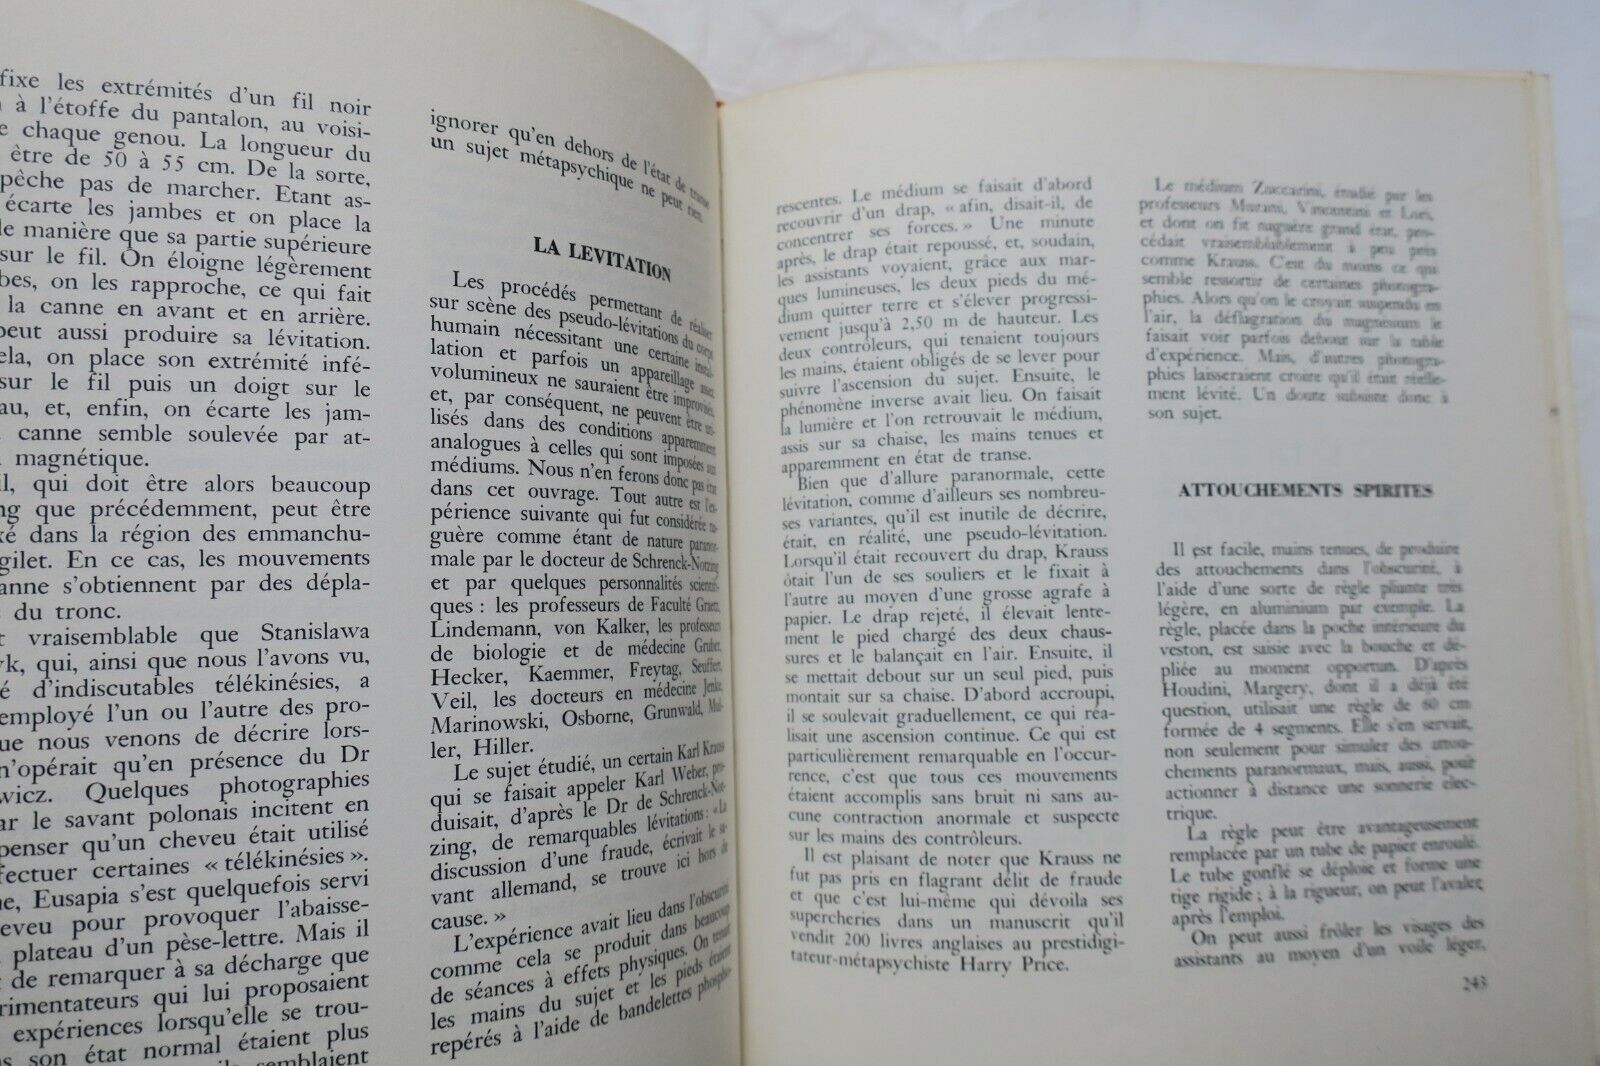 fixe les extrémités d'un fil noir
à l'étoffe du pantalon, au voisi-
chaque genou. La longueur du
être de 50 à 55 cm. De la sorte,
pêche pas de marcher. Etant as-
écarte les jambes et on place la
de manière que sa partie supérieure
sur le fil. On éloigne légèrement
bes, on les rapproche, ce qui fait
la canne en avant et en arrière.
peut aussi produire sa lévitation.
ela, on place son extrémité infé-
sur le fil puis un doigt sur le
au, et, enfin, on écarte les jam-
canne semble soulevée par at-
magnétique.
il, qui doit être alors beaucoup
ng que précédemment, peut être
xé dans la région des emmanchu-
gilet. En ce cas, les mouvements
anne s'obtiennent par des dépla-
du tronc.
t vraisemblable que Stanislawa
yk, qui, ainsi que nous l'avons vu,
é d'indiscutables télékinésies, a
employé l'un ou l'autre des pro-
que nous venons de décrire lors-
n'opérait qu'en présence du Dr
wicz. Quelques photographies
ar le savant polonais incitent en
penser qu'un cheveu était utilisé
fectuer certaines « télékinésies ».
ne, Eusapia s'est quelquefois servi
heveu pour provoquer l'abaisse-
plateau d'un pèse-lettre. Mais il
de remarquer à sa décharge que
érimentateurs qui lui proposaient
expériences lorsqu'elle se trou-
ns son état normal étaient plus
semblaient
ignorer qu'en dehors de l'état de transe
un sujet métapsychique ne peut rien.
LA LEVITATION
Les procédés permettant de réaliser
sur scène des pseudo-lévitations du corps
humain nécessitant une certaine instal-
lation et parfois un appareillage assez
volumineux ne sauraient être improvisés,
et, par conséquent, ne peuvent être uti-
lisés dans des conditions apparemment
analogues à celles qui sont imposées aux
médiums. Nous n'en ferons donc pas état
dans cet ouvrage. Tout autre est l'ex-
périence suivante qui fut considérée na-
guère comme étant de nature paranor-
male par le docteur de Schrenck-Notzing
et par quelques personnalités scientifi-
ques : les professeurs de Faculté Graetz,
Lindemann, von Kalker, les professeurs
de biologie et de médecine Gruber,
Hecker, Kaemmer, Freytag, Seuffert,
Veil, les docteurs en médecine Jenke,
Marinowski, Osborne, Grunwald, Mul-
ler, Hiller.
Le sujet étudié, un certain Karl Krauss
qui se faisait appeler Karl Weber, pro-
duisait, d'après le Dr de Schrenck-Not-
zing, de remarquables lévitations : « La
discussion d'une fraude, écrivait le sa-
vant allemand, se trouve ici hors de
cause. »
L'expérience avait lieu dans l'obscurité
comme cela se produit dans beaucoup
de séances à effets physiques. On tenait
les mains du sujet et les pieds étaient
repérés à l'aide de bandelettes phospho-
rescentes. Le médium se faisait d'abord
recouvrir d'un drap, « afin, disait-il, de
concentrer ses forces. » Une minute
après, le drap était repoussé, et, soudain,
les assistants voyaient, grâce aux mar-
ques lumineuses, les deux pieds du mé-
dium quitter terre et s'élever progressi-
vement jusqu'à 2,50 m de hauteur. Les
deux contrôleurs, qui tenaient toujours
les mains, étaient obligés de se lever pour
suivre l'ascension du sujet. Ensuite, le
phénomène inverse avait lieu. On faisait
la lumière et l'on retrouvait le médium,
assis sur sa chaise, les mains tenues et
apparemment en état de transe.
Bien que d'allure paranormale, cette
lévitation, comme d'ailleurs ses nombreu-
ses variantes, qu'il est inutile de décrire,
était, en réalité, une pseudo-lévitation.
Lorsqu'il était recouvert du drap, Krauss
ôtait l'un de ses souliers et le fixait à
l'autre au moyen d'une grosse agrafe à
papier. Le drap rejeté, il élevait lente-
ment le pied chargé des deux chaus-
sures et le balançait en l'air. Ensuite, il
se mettait debout sur un seul pied, puis
montait sur sa chaise. D'abord accroupi,
il se soulevait graduellement, ce qui réa-
lisait une ascension continue. Ce qui est
particulièrement remarquable en l'occur-
rence, c'est que tous ces mouvements
étaient accomplis sans bruit ni sans au-
cune contraction anormale et suspecte
sur les mains des contrôleurs.
Il est plaisant de noter que Krauss ne
fut pas pris en flagrant délit de fraude
et que c'est lui-même qui dévoila ses
supercheries dans un manuscrit qu'il
vendit 200 livres anglaises au prestidigi-
tateur-métapsychiste Harry Price.
Le médium Zuccarini, étudié par les
professeurs Murani, Vincentini et Lori,
et dont on fit naguère grand état, pro-
cédait vraisemblablement à peu près
comme Krauss. C'est du moins ce qui
semble ressortir de certaines photogra-
phies. Alors qu'on le croyait suspendu en
l'air, la déflagration du magnésium le
faisait voir parfois debout sur la table
d'expérience. Mais, d'autres photogra-
phies laisseraient croire qu'il était réelle-
ment lévité. Un doute subsiste donc à
son sujet.
ATTOUCHEMENTS SPIRITES
Il est facile, mains tenues, de produire
des attouchements dans l'obscurité, à
l'aide d'une sorte de règle pliante très
légère, en aluminium par exemple. La
règle, placée dans la poche intérieure du
veston, est saisie avec la bouche et dé-
pliée au moment opportun. D'après
Houdini, Margery, dont il a déjà été
question, utilisait une règle de 60 cm
formée de 4 segments. Elle s'en servait,
non seulement pour simuler des attou-
chements paranormaux, mais, aussi, pour
actionner à distance une sonnerie élec-
trique.
La règle peut être avantageusement
remplacée par un tube de papier enroulé.
Le tube gonflé se déploie et forme une
tige rigide ; à la rigueur, on peut l'avaler
après l'emploi.
On peut aussi frôler les visages des
assistants au moyen d'un voile léger,
243